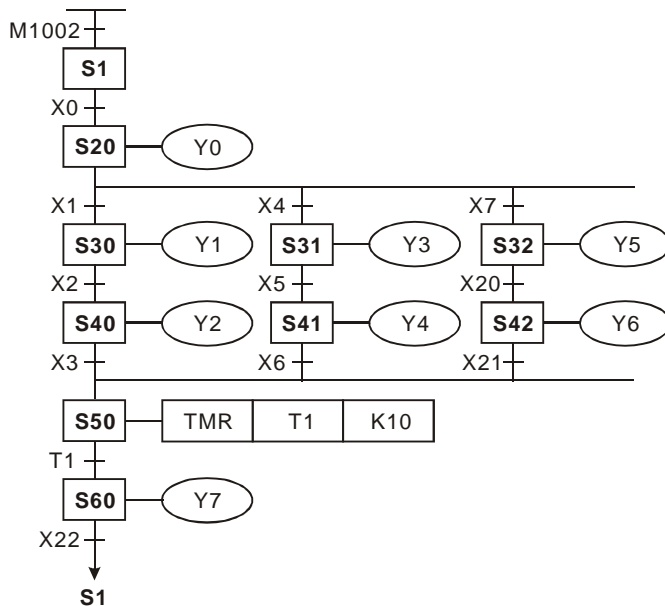 M1002
S1
X0
S20 Y0
X1 X4 X7
S30 Y1 S31 Y3 S32 Y5
X2 X5 X20
S40 Y2 S41 Y4 S42 Y6
X3 X6 X21
S50 TMR T1 K10
T1
S60 Y7
X22
S1